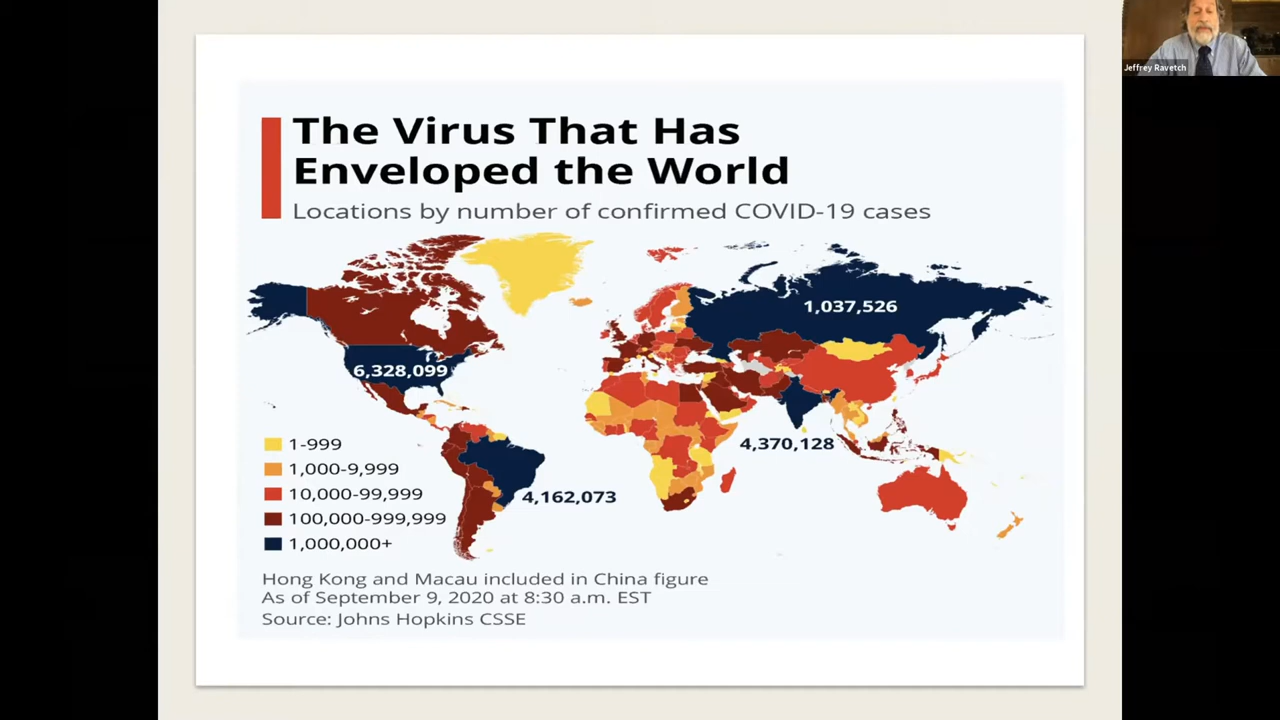 Jeffrey Ravetch
The Virus That Has
Enveloped the World
Locations by number of confirmed COVID-19 cases
1,037,526
6,328,099
4,370,128
4,162,073
1-999
1,000-9,999
10,000-99,999
100,000-999,999
1,000,000+
Hong Kong and Macau included in China figure
As of September 9, 2020 at 8:30 a.m. EST
Source: Johns Hopkins CSSE